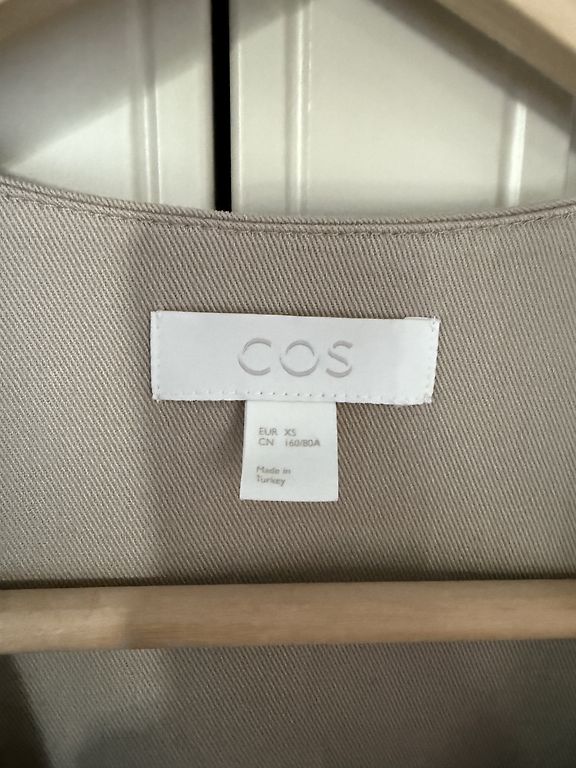 COS
EUR XS
CN 160/80A
Made in
Turkey